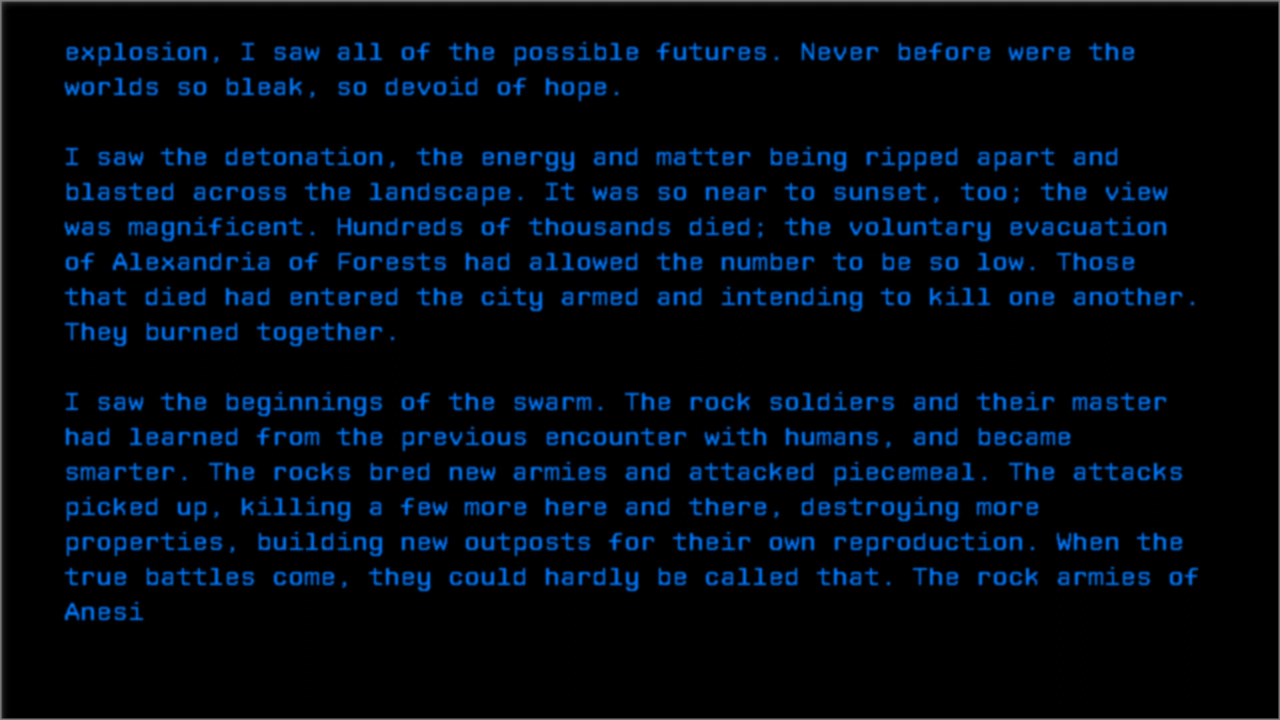 explosion, I saw all of the possible futures. Never before were the
worlds so bleak, so devoid of hope.
I saw the detonation, the energy and matter being ripped apart and
blasted across the landscape. It was so near to sunset, too; the view
was magnificent. Hundreds of thousands died; the voluntary evacuation
of Alexandria of Forests had allowed the number to be so low. Those
that died had entered the city armed and intending to kill one another.
They burned together.
I saw the beginnings of the swarm. The rock soldiers and their master
had learned from the previous encounter with humans, and became
smarter. The rocks bred new armies and attacked piecemeal. The attacks
picked up, killing a few more here and there, destroying more
properties, building new outposts for their own reproduction. When the
true battles come, they could hardly be called that. The rock armies of
Anesi